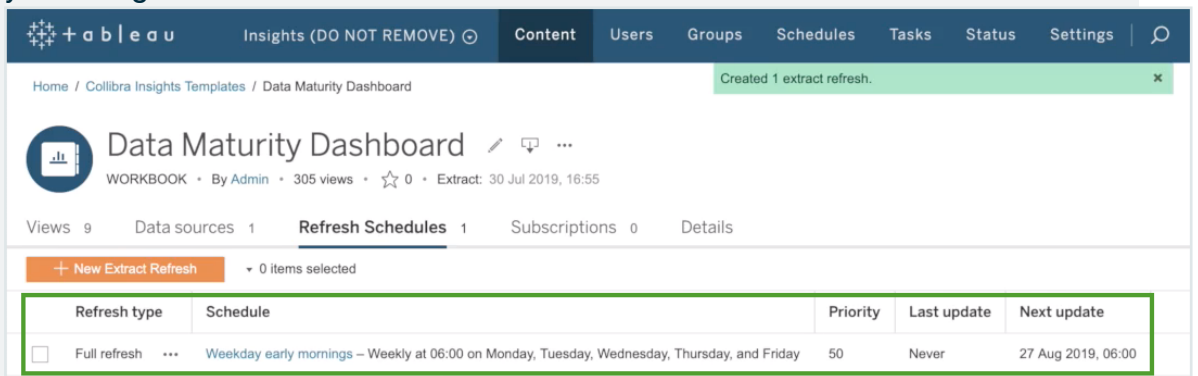 + a b | e a u Insights (DO NOT REMOVE) Content Users Groups Schedules Tasks Status Settings
Home / Collibra Insights Templates / Data Maturity Dashboard
Created 1 extract refresh. ×
Data Maturity Dashboard ...
WORKBOOK • By Admin • 305 views • ☆ 0 • Extract: 30 Jul 2019, 16:55
Views 9 Data sources 1 Refresh Schedules 1 Subscriptions 0 Details
+ New Extract Refresh ▾ 0 items selected
Refresh type Schedule Priority Last update Next update
Full refresh ... Weekday early mornings – Weekly at 06:00 on Monday, Tuesday, Wednesday, Thursday, and Friday 50 Never 27 Aug 2019, 06:00